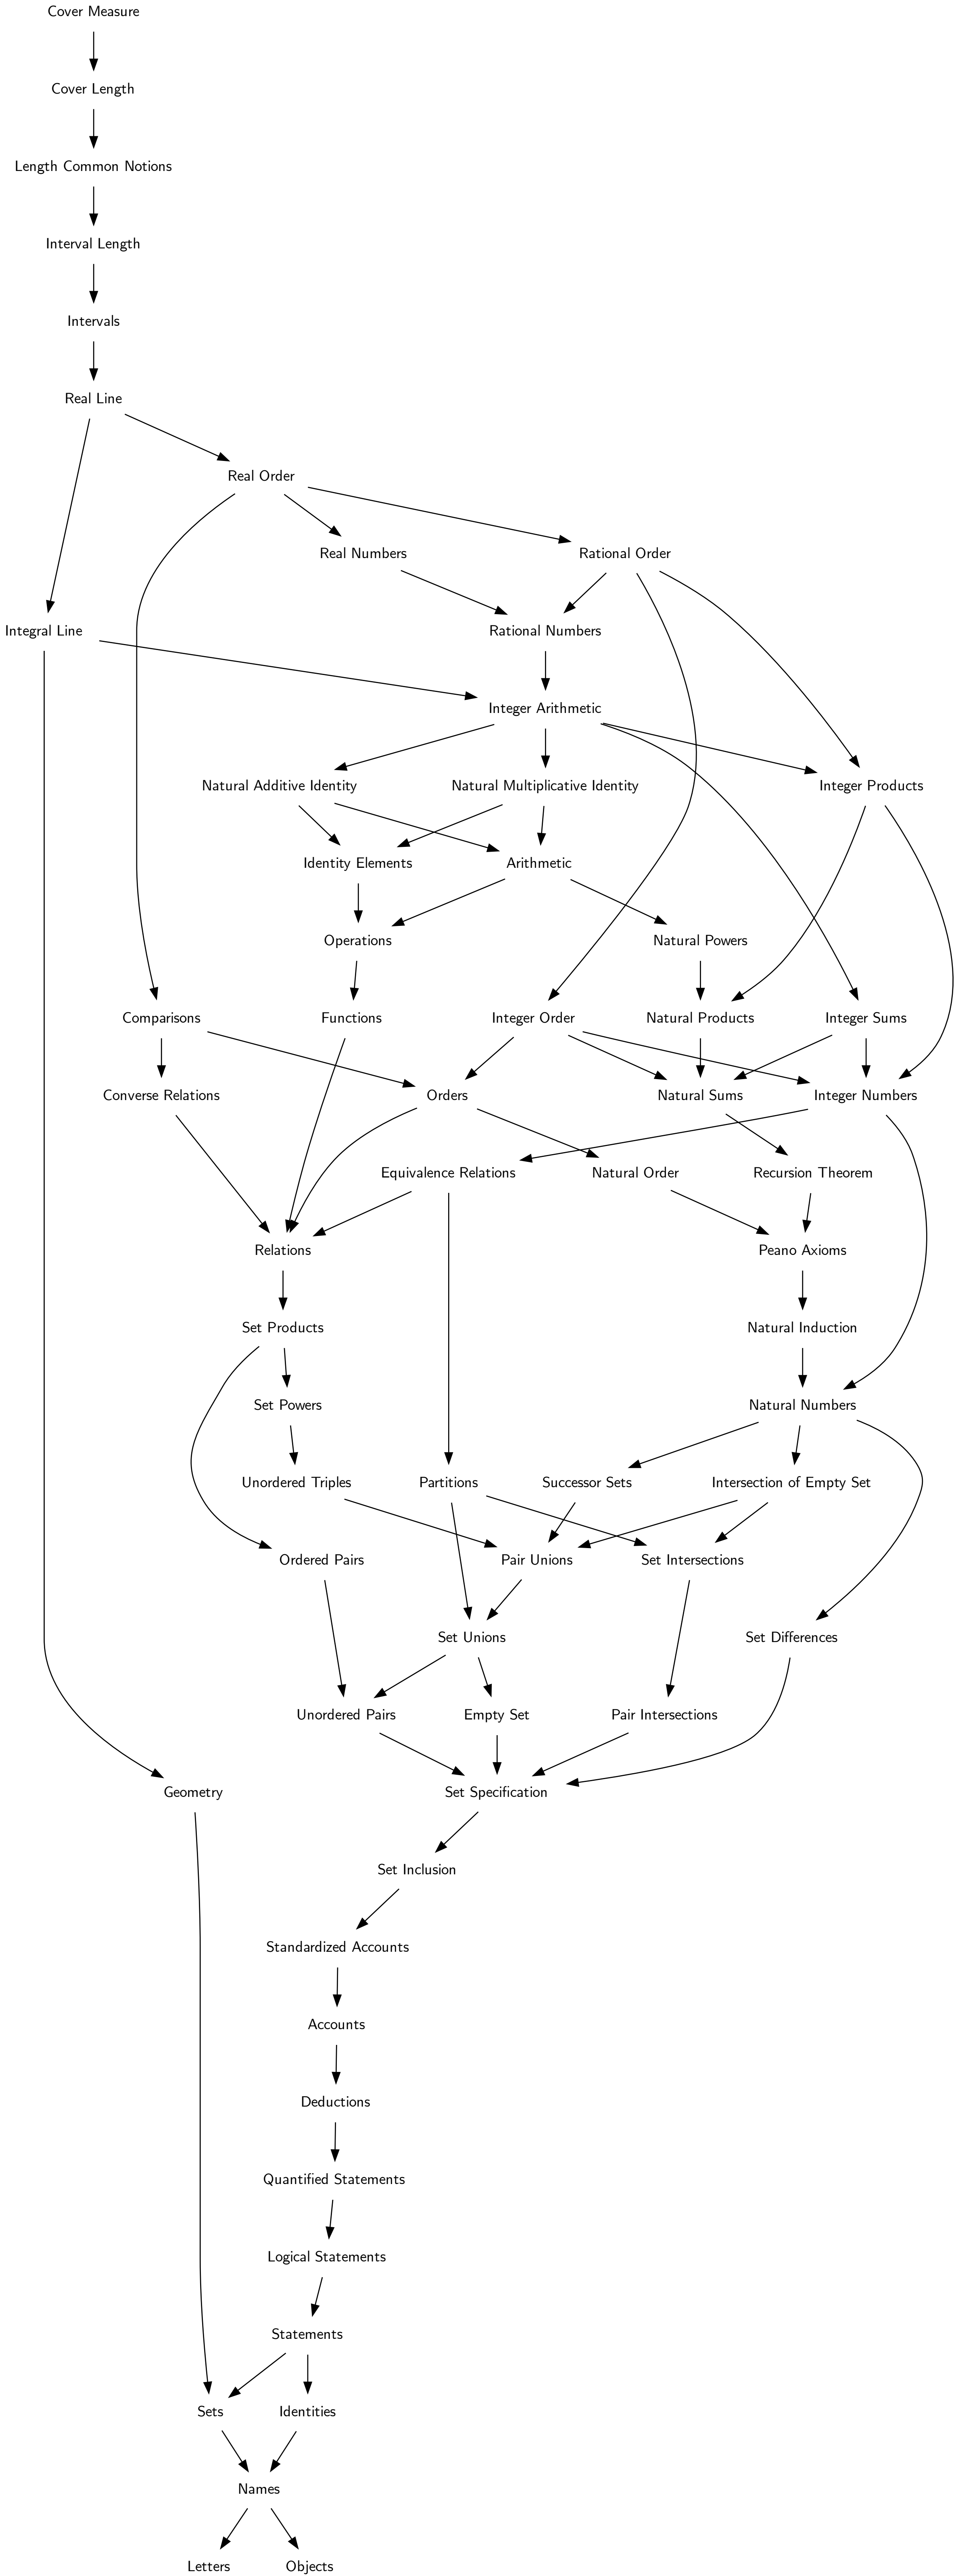 Cover Measure
Cover Length
Length Common Notions
Interval Length
Intervals
Real Line
Real Order
Real Numbers
Rational Order
Integral Line
Rational Numbers
Integer Arithmetic
Natural Additive Identity
Natural Multiplicative Identity
Integer Products
Identity Elements
Arithmetic
Operations
Natural Powers
Comparisons
Functions
Integer Order
Natural Products
Integer Sums
Converse Relations
Orders
Natural Sums
Integer Numbers
Equivalence Relations
Natural Order
Recursion Theorem
Relations
Peano Axioms
Set Products
Natural Induction
Set Powers
Natural Numbers
Unordered Triples
Partitions
Successor Sets
Intersection of Empty Set
Ordered Pairs
Pair Unions
Set Intersections
Set Unions
Set Differences
Unordered Pairs
Empty Set
Pair Intersections
Geometry
Set Specification
Set Inclusion
Standardized Accounts
Accounts
Deductions
Quantified Statements
Logical Statements
Statements
Sets
Identities
Names
Letters
Objects